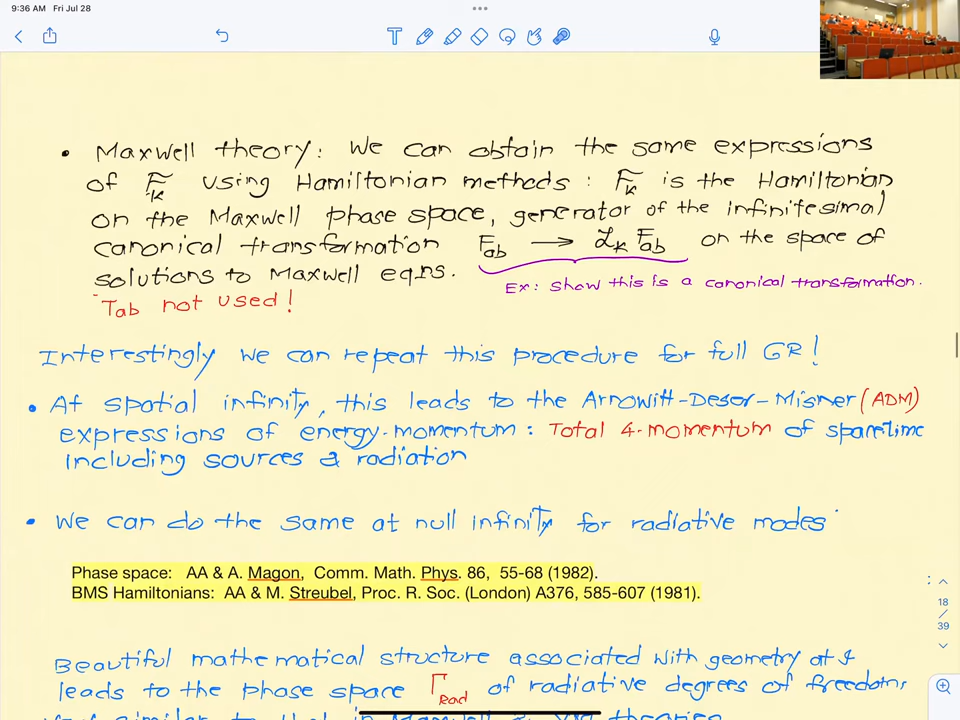 9:36 AM Fri Jul 28
• Maxwell theory: We can obtain the same expressions
of F_k using Hamiltonian methods : F_k is the Hamiltonian
on the Maxwell phase space, generator of the infinitesimal
canonical transformation F_ab → ℒ_k F_ab on the space of
solutions to Maxwell eqns.
Ex: show this is a canonical transformation.
Tab not used!
Interestingly we can repeat this procedure for full GR!
• At spatial infinity, this leads to the Arnowitt-Deser-Misner (ADM)
expressions of energy-momentum: Total 4-momentum of spacetime
including sources & radiation
• We can do the same at null infinity for radiative modes
Phase space: AA & A. Magon, Comm. Math. Phys. 86, 55-68 (1982).
BMS Hamiltonians: AA & M. Streubel, Proc. R. Soc. (London) A376, 585-607 (1981).
18
/
39
Beautiful mathematical structure associated with geometry at ℐ
leads to the phase space Γ_Rad of radiative degrees of freedom,
similar to that in Maxwell theories